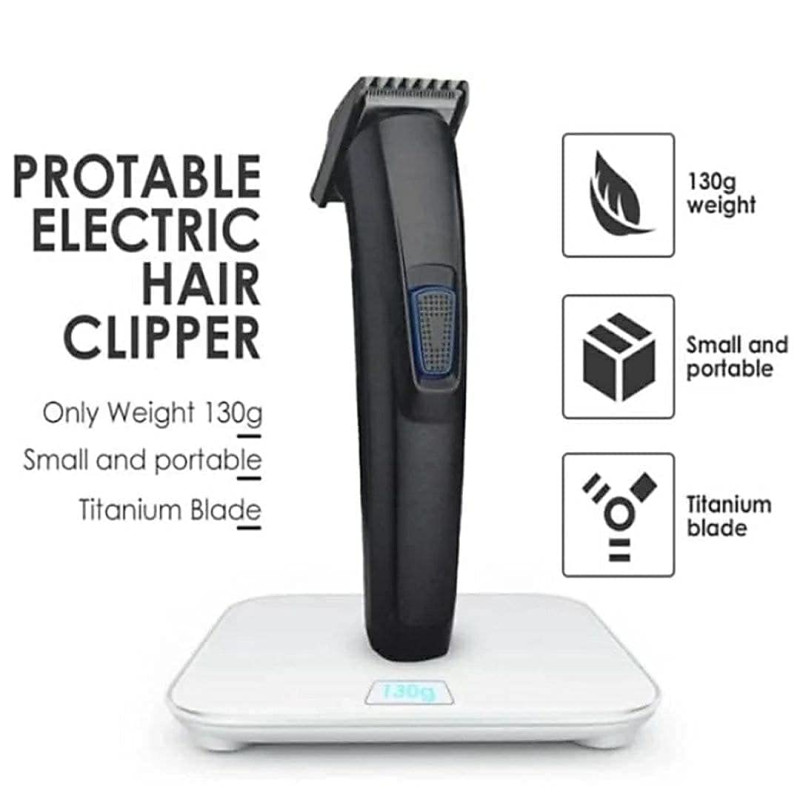 PROTABLE
ELECTRIC
HAIR
CLIPPER
Only Weight 130g
Small and portable
Titanium Blade
130g
weight
Small and
portable
Titanium
blade
130g